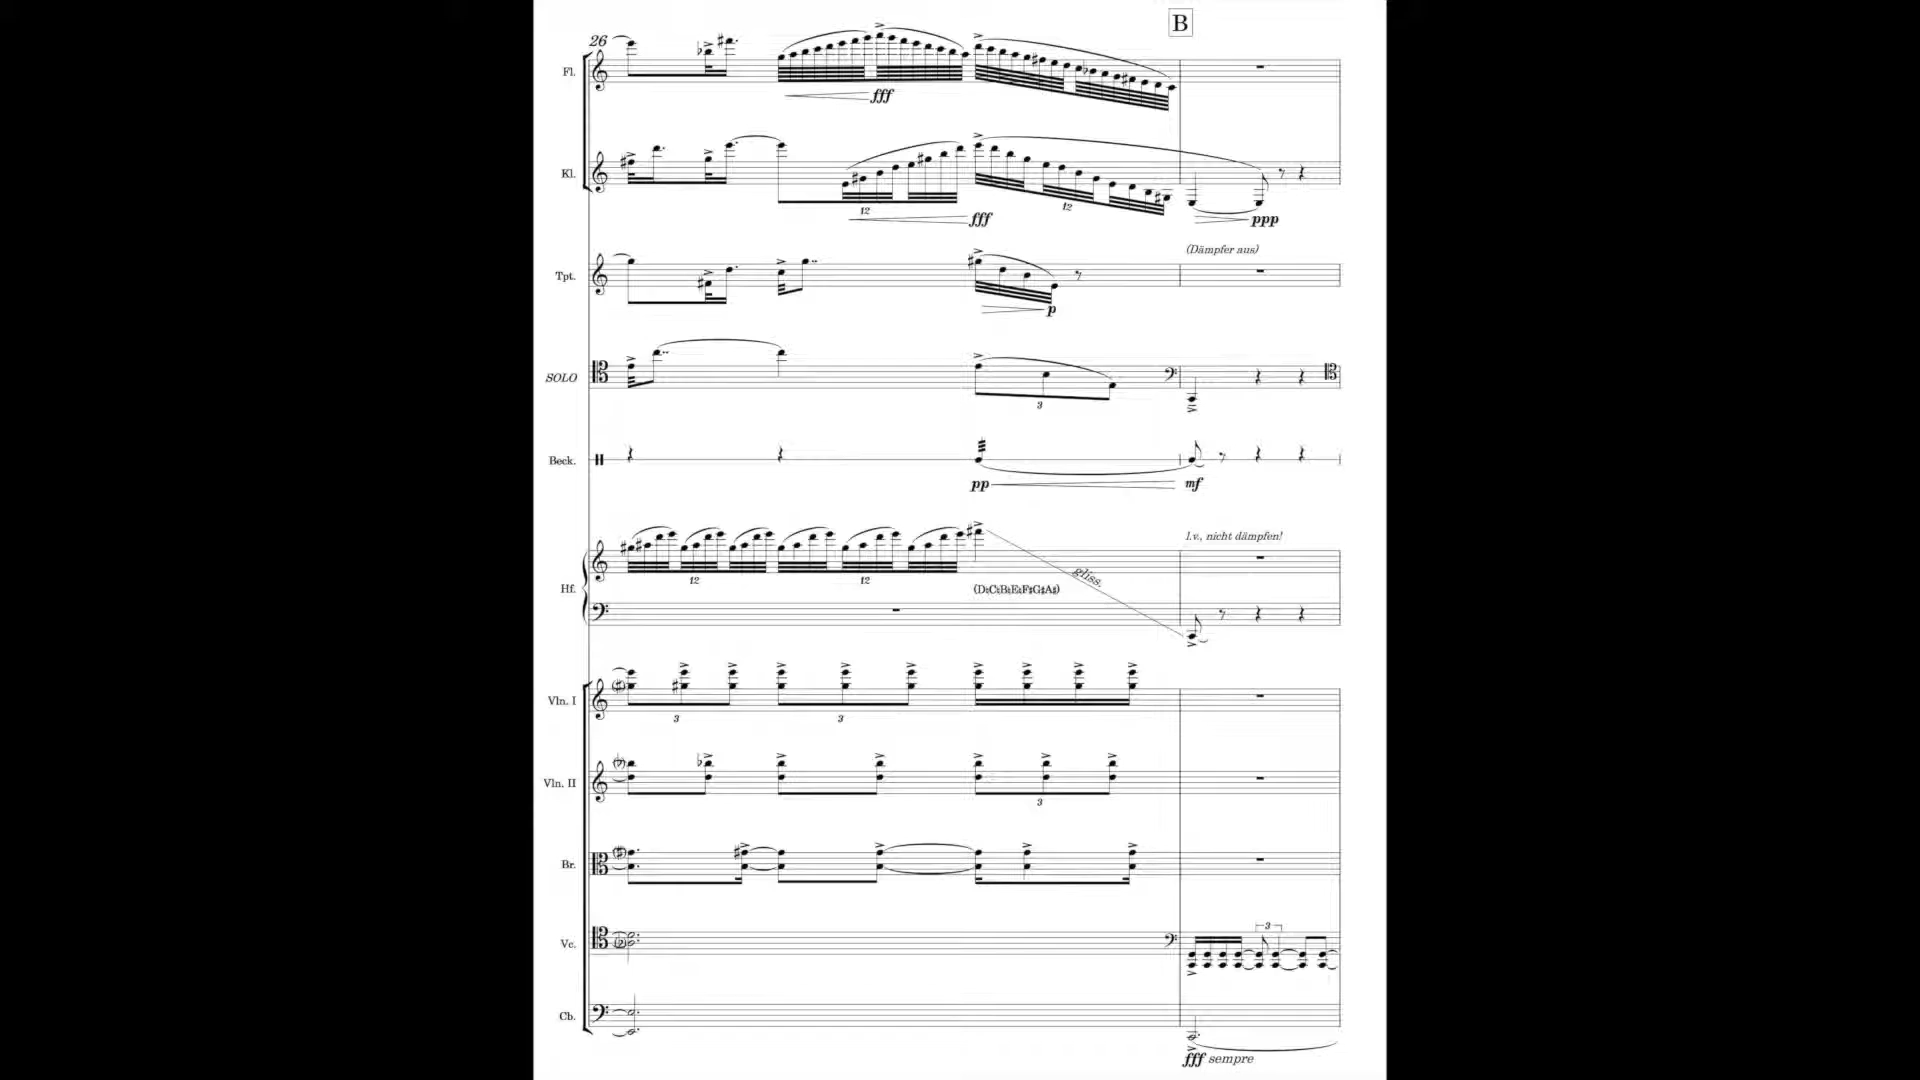 B
26
Fl.
fff
Kl.
12
12
fff
ppp
(Dämpfer aus)
Tpt.
p
SOLO
3
Beck.
pp
mf
l.v., nicht dämpfen!
12
12
gliss.
Hf.
Vln. I
3
3
Vln. II
3
Br.
Vc.
3
Cb.
fff sempre